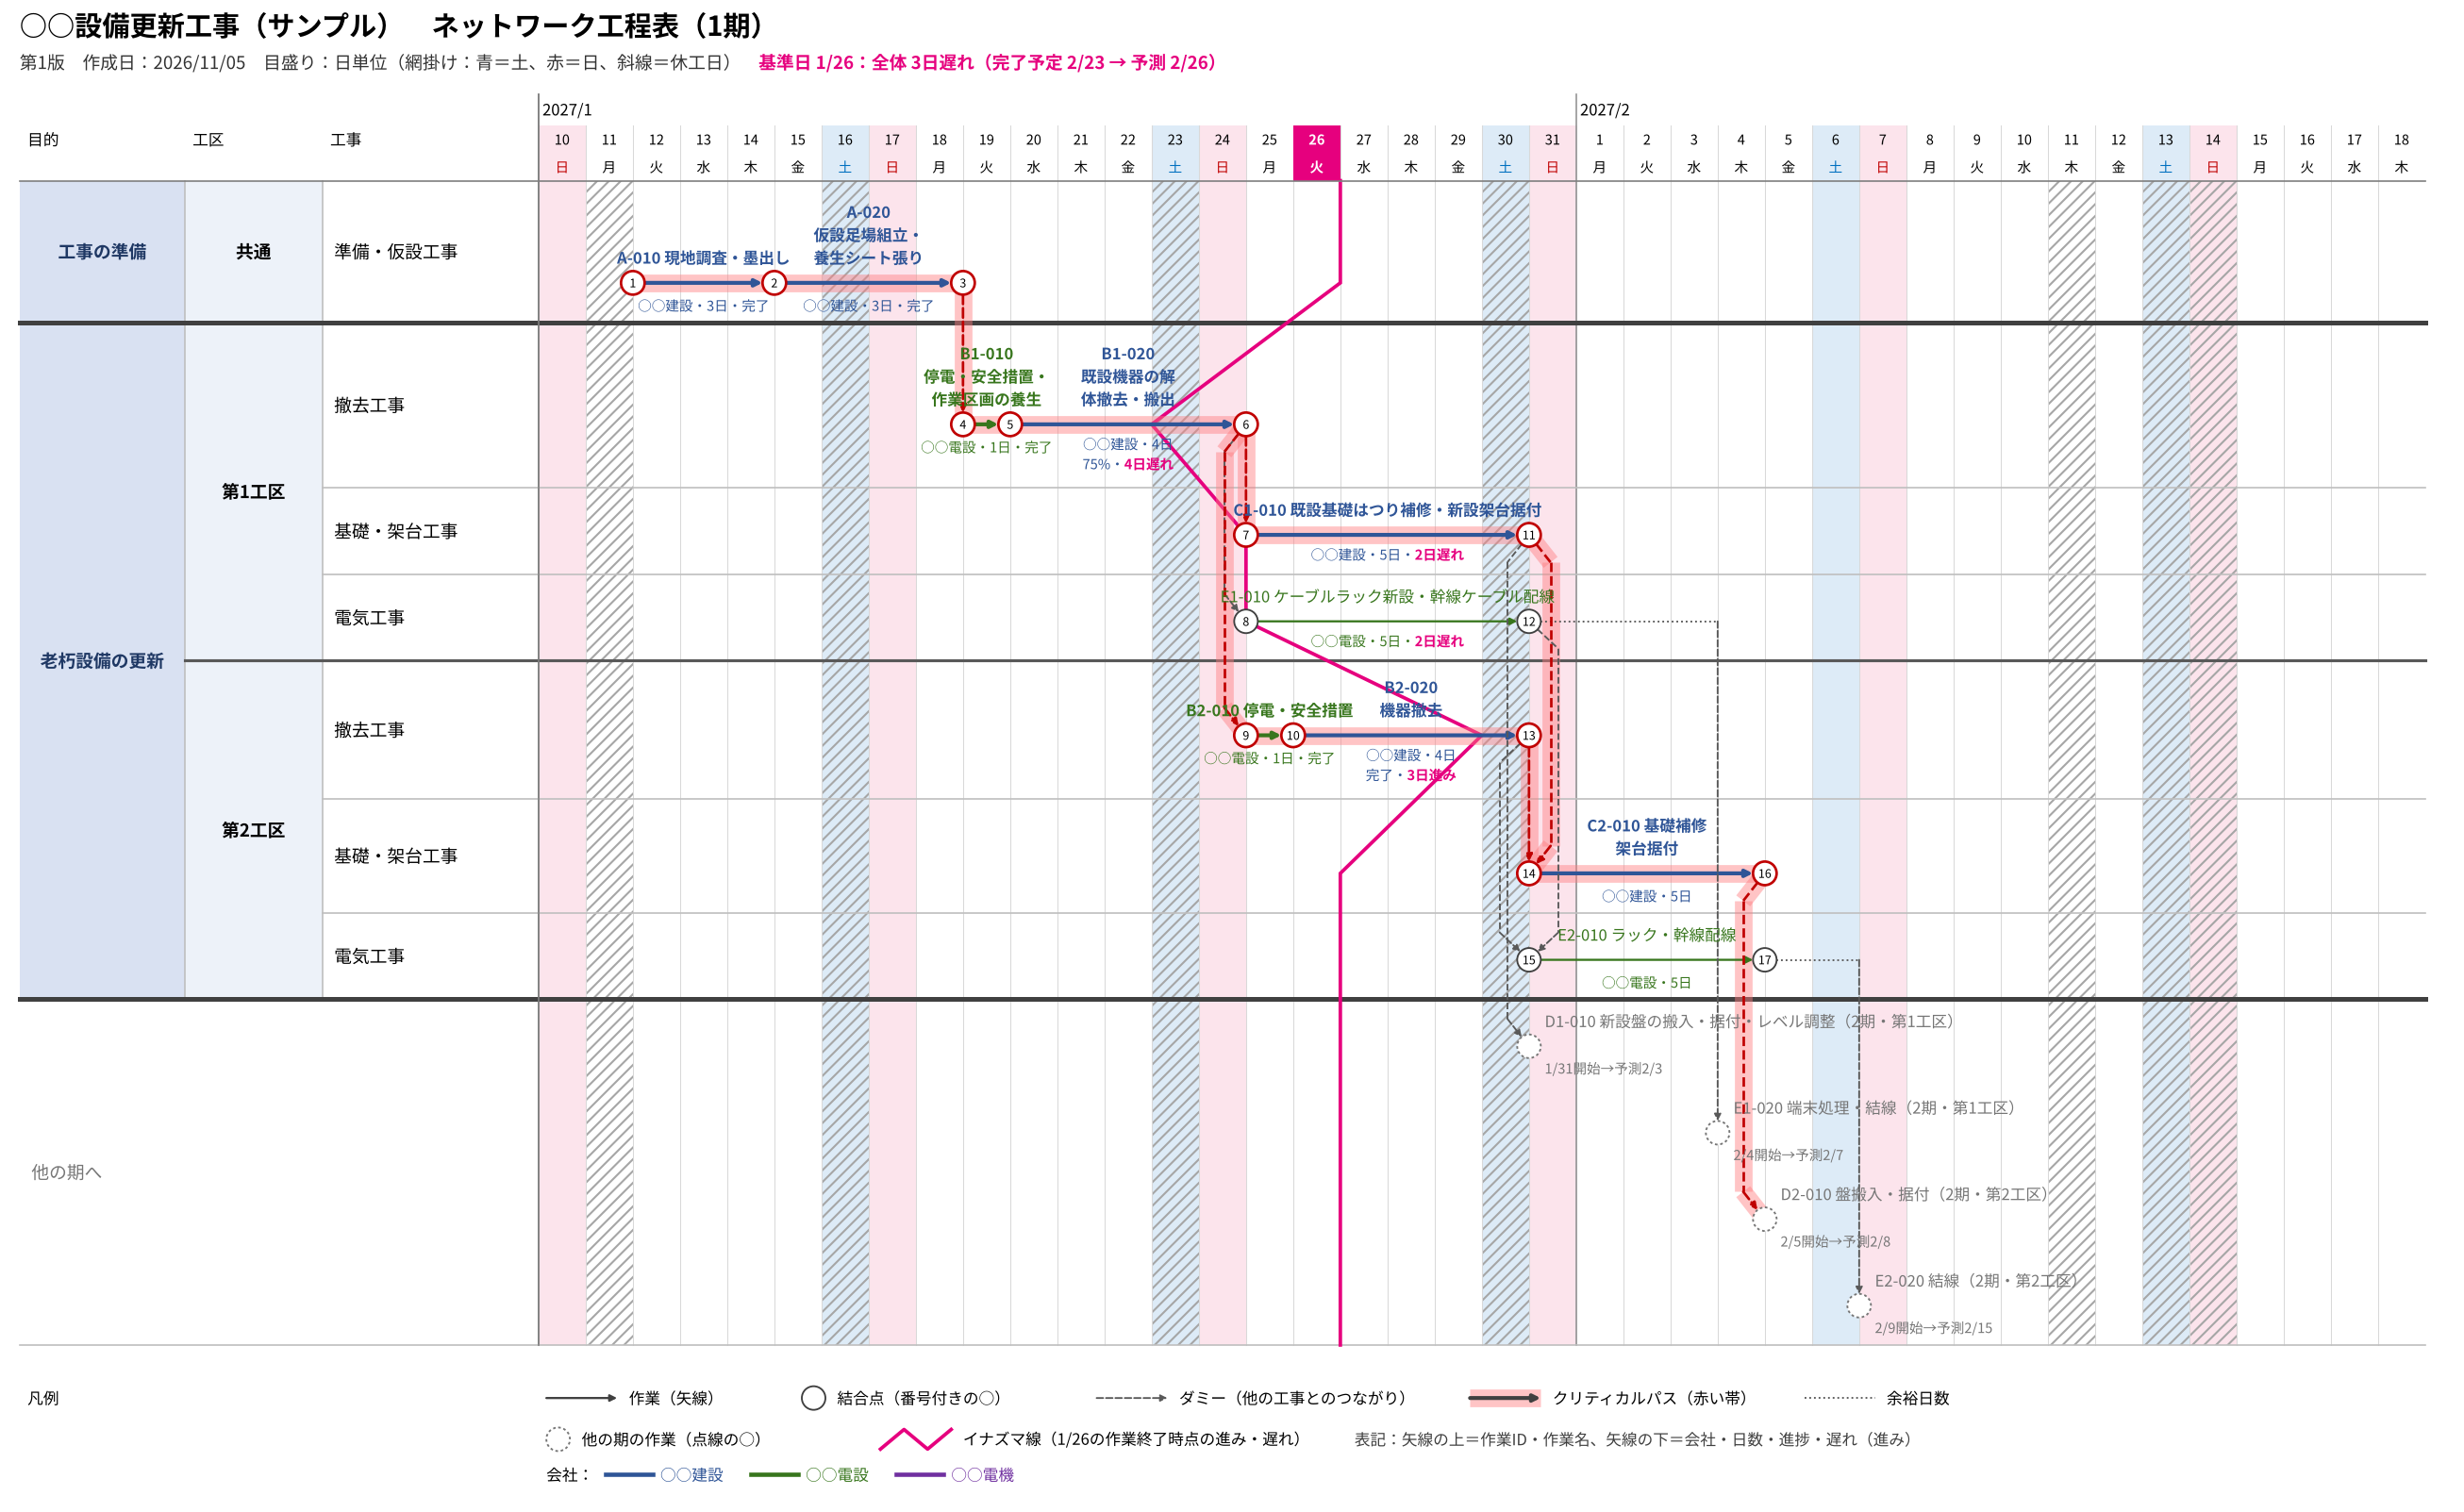 ○○設備更新工事（サンプル）　ネットワーク工程表（1期）
第1版　作成日：2026/11/05　目盛り：日単位（網掛け：青＝土、赤＝日、斜線＝休工日）　基準日 1/26：全体 3日遅れ（完了予定 2/23 → 予測 2/26）
2027/1 2027/2
目的 工区 工事
10 11 12 13 14 15 16 17 18 19 20 21 22 23 24 25 26 27 28 29 30 31 1 2 3 4 5 6 7 8 9 10 11 12 13 14 15 16 17 18
日 月 火 水 木 金 土 日 月 火 水 木 金 土 日 月 火 水 木 金 土 日 月 火 水 木 金 土 日 月 火 水 木 金 土 日 月 火 水 木
工事の準備 共通 準備・仮設工事
A-010 現地調査・墨出し
A-020
仮設足場組立・
養生シート張り
1 2 3
○○建設・3日・完了 ○○建設・3日・完了
老朽設備の更新
第1工区
撤去工事
B1-010
停電・安全措置・
作業区画の養生
B1-020
既設機器の解
体撤去・搬出
4 5 6
○○電設・1日・完了
○○建設・4日
75%・4日遅れ
基礎・架台工事
C1-010 既設基礎はつり補修・新設架台据付
7 11
○○建設・5日・2日遅れ
電気工事
E1-010 ケーブルラック新設・幹線ケーブル配線
8 12
○○電設・5日・2日遅れ
第2工区
撤去工事
B2-010 停電・安全措置
B2-020
機器撤去
9 10 13
○○電設・1日・完了
○○建設・4日
完了・3日進み
基礎・架台工事
C2-010 基礎補修
架台据付
14 16
○○建設・5日
電気工事
E2-010 ラック・幹線配線
15 17
○○電設・5日
他の期へ
D1-010 新設盤の搬入・据付・レベル調整（2期・第1工区）
1/31開始→予測2/3
E1-020 端末処理・結線（2期・第1工区）
2/4開始→予測2/7
D2-010 盤搬入・据付（2期・第2工区）
2/5開始→予測2/8
E2-020 結線（2期・第2工区）
2/9開始→予測2/15
凡例
作業（矢線） 結合点（番号付きの○） ダミー（他の工事とのつながり） クリティカルパス（赤い帯） 余裕日数
他の期の作業（点線の○） イナズマ線（1/26の作業終了時点の進み・遅れ） 表記：矢線の上＝作業ID・作業名、矢線の下＝会社・日数・進捗・遅れ（進み）
会社： ○○建設 ○○電設 ○○電機